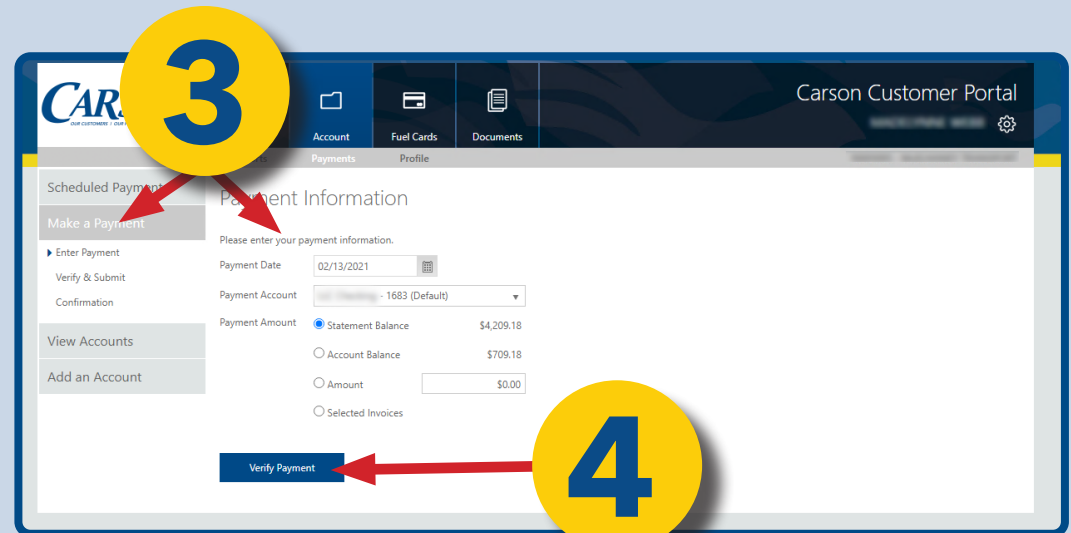 3
CAR
Account Fuel Cards Documents
Carson Customer Portal
Payments Profile
Scheduled Payment
Payment Information
Make a Payment
Please enter your payment information.
Enter Payment
Payment Date 02/13/2021
Verify & Submit
Payment Account - 1683 (Default)
Confirmation
Payment Amount Statement Balance $4,209.18
View Accounts
Account Balance $709.18
Add an Account
Amount $0.00
Selected Invoices
Verify Payment
4